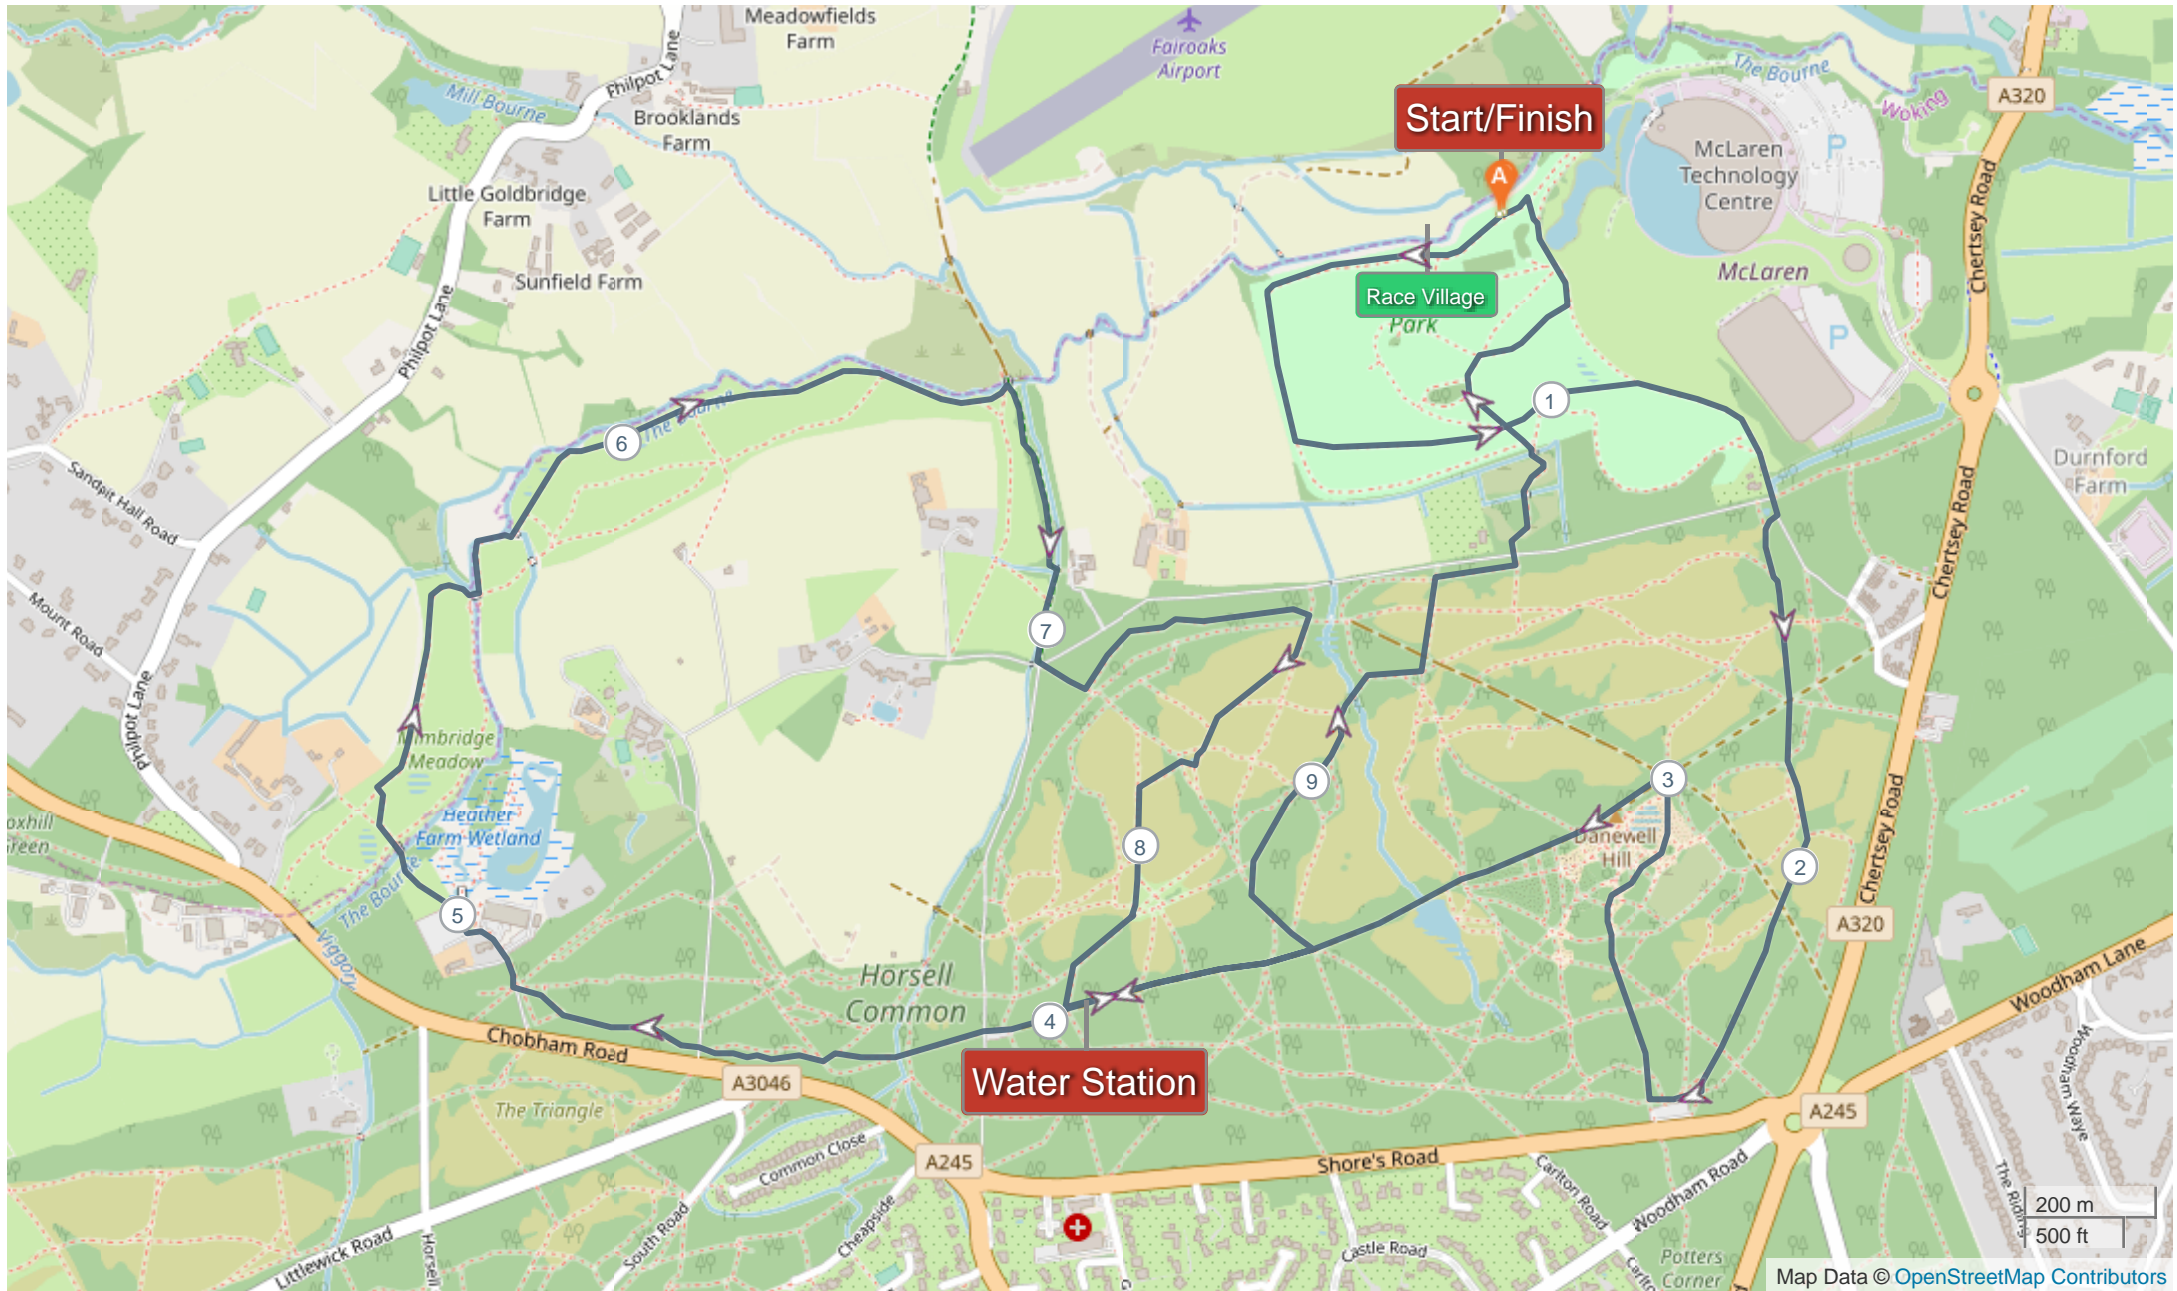 Meadowfields
Farm
Fairoaks
Airport
Philpot Lane
Mill Bourne
Brooklands
Farm
Start/Finish
A
The Bourne
Woking
A320
McLaren
Technology
Centre
P
Chertsey Road
Little Goldbridge
Farm
Sunfield Farm
McLaren
Race Village
Park
P
Philpot Lane
1
6
Durnford
Farm
Sandpit Hall Road
Chertsey Road
Mount Road
7
Philpot Lane
Mimbridge
Meadow
9
3
Heather
Farm Wetland
8
Danewell
Hill
2
Chertsey Road
The Bourne
5
A320
Viggory
Horsell
Common
Woodham Lane
4
Chobham Road
Water Station
A3046
The Triangle
A245
Woodham Waye
Common Close
A245
Shore's Road
Carlton Road
Woodham Road
The Riding
Cheapside
South Road
Littlewick Road
Horsell
Castle Road
Potters
Corner
200 m
500 ft
Map Data © OpenStreetMap Contributors